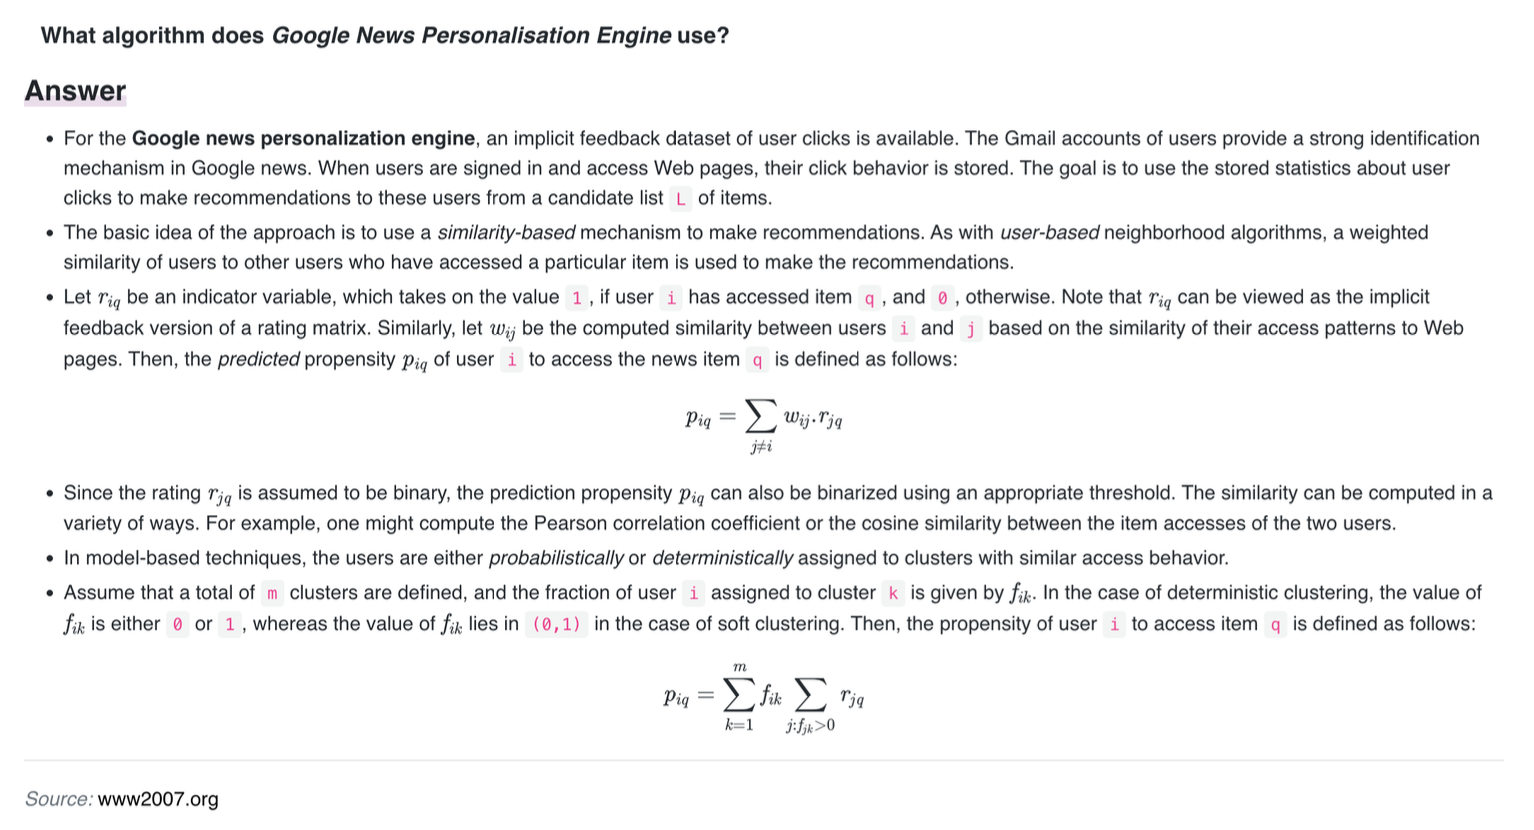 What algorithm does Google News Personalisation Engine use?
Answer
• For the Google news personalization engine, an implicit feedback dataset of user clicks is available. The Gmail accounts of users provide a strong identification
mechanism in Google news. When users are signed in and access Web pages, their click behavior is stored. The goal is to use the stored statistics about user
clicks to make recommendations to these users from a candidate list L of items.
• The basic idea of the approach is to use a similarity-based mechanism to make recommendations. As with user-based neighborhood algorithms, a weighted
similarity of users to other users who have accessed a particular item is used to make the recommendations.
• Let r_{iq} be an indicator variable, which takes on the value 1 , if user i has accessed item q , and 0 , otherwise. Note that r_{iq} can be viewed as the implicit
feedback version of a rating matrix. Similarly, let w_{ij} be the computed similarity between users i and j based on the similarity of their access patterns to Web
pages. Then, the predicted propensity p_{iq} of user i to access the news item q is defined as follows:
p_{iq} = ∑_{j≠i} w_{ij}.r_{jq}
• Since the rating r_{jq} is assumed to be binary, the prediction propensity p_{iq} can also be binarized using an appropriate threshold. The similarity can be computed in a
variety of ways. For example, one might compute the Pearson correlation coefficient or the cosine similarity between the item accesses of the two users.
• In model-based techniques, the users are either probabilistically or deterministically assigned to clusters with similar access behavior.
• Assume that a total of m clusters are defined, and the fraction of user i assigned to cluster k is given by f_{ik}. In the case of deterministic clustering, the value of
f_{ik} is either 0 or 1 , whereas the value of f_{ik} lies in (0,1) in the case of soft clustering. Then, the propensity of user i to access item q is defined as follows:
p_{iq} = ∑_{k=1}^{m} f_{ik} ∑_{j:f_{jk}>0} r_{jq}
Source: www2007.org